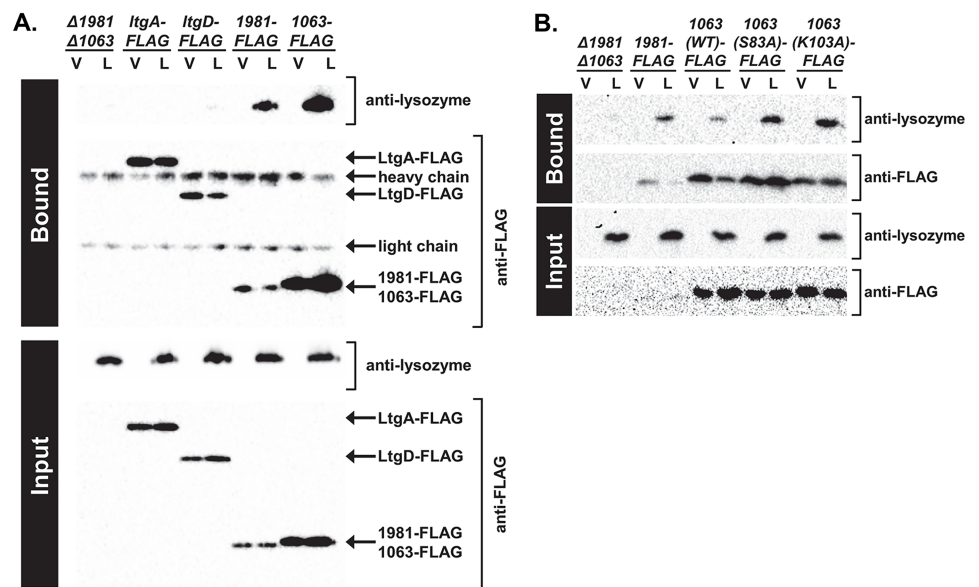 A.
Δ1981 ltgA- ltgD- 1981- 1063-
Δ1063 FLAG FLAG FLAG FLAG
V L V L V L V L V L
Bound
anti-lysozyme
LtgA-FLAG
heavy chain
LtgD-FLAG
light chain
1981-FLAG
1063-FLAG
anti-FLAG
Input
anti-lysozyme
LtgA-FLAG
LtgD-FLAG
1981-FLAG
1063-FLAG
anti-FLAG
B.
1063 1063 1063
Δ1981 1981- (WT)- (S83A)- (K103A)-
Δ1063 FLAG FLAG FLAG FLAG
V L V L V L V L V L
Bound
anti-lysozyme
anti-FLAG
Input
anti-lysozyme
anti-FLAG